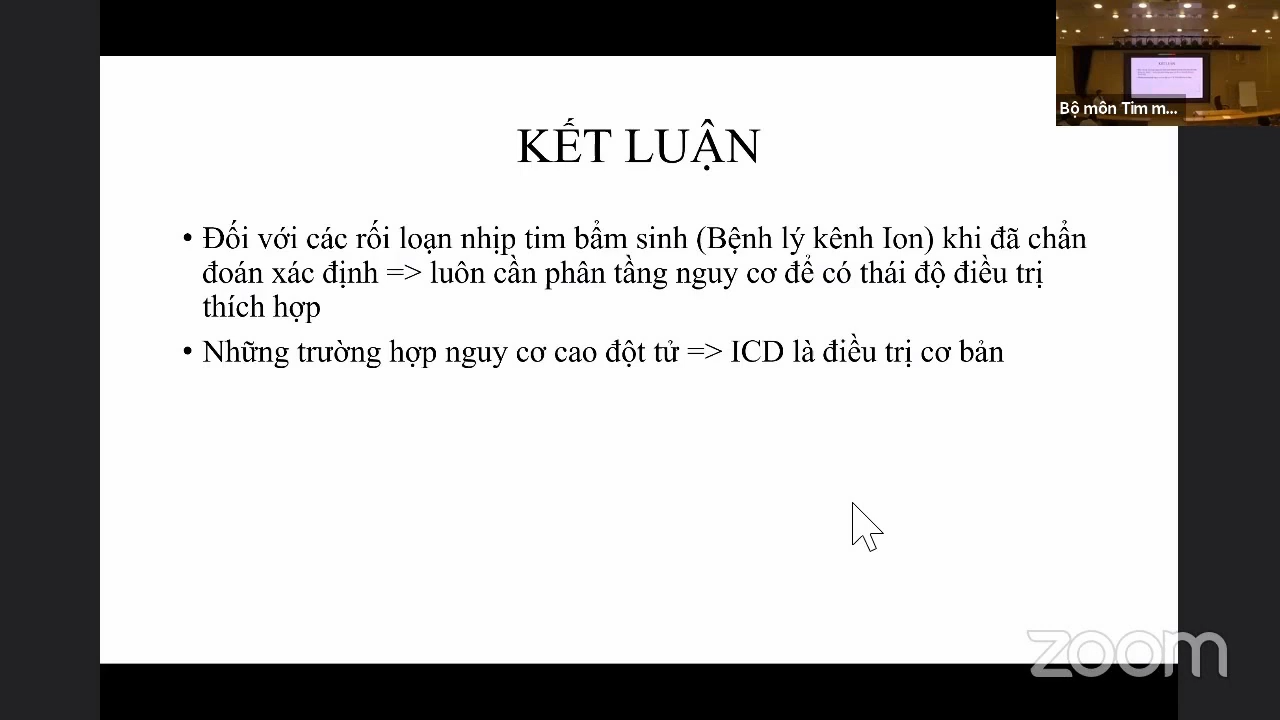 Bộ môn Tim m...
KẾT LUẬN
• Đối với các rối loạn nhịp tim bẩm sinh (Bệnh lý kênh Ion) khi đã chẩn
đoán xác định => luôn cần phân tầng nguy cơ để có thái độ điều trị
thích hợp
• Những trường hợp nguy cơ cao đột tử => ICD là điều trị cơ bản
zoom